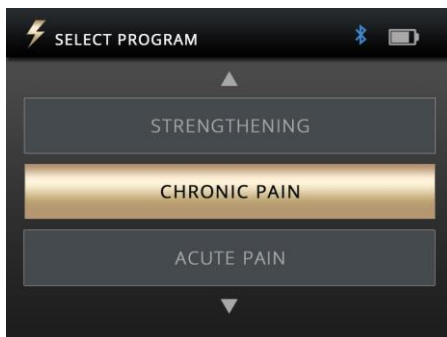 SELECT PROGRAM
STRENGTHENING
CHRONIC PAIN
ACUTE PAIN